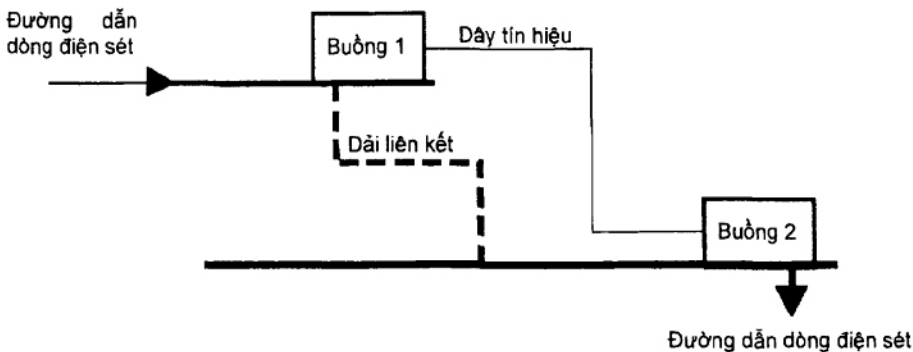 Đường dẫn
dòng điện sét
Buồng 1
Dây tín hiệu
Dải liên kết
Buồng 2
Đường dẫn dòng điện sét